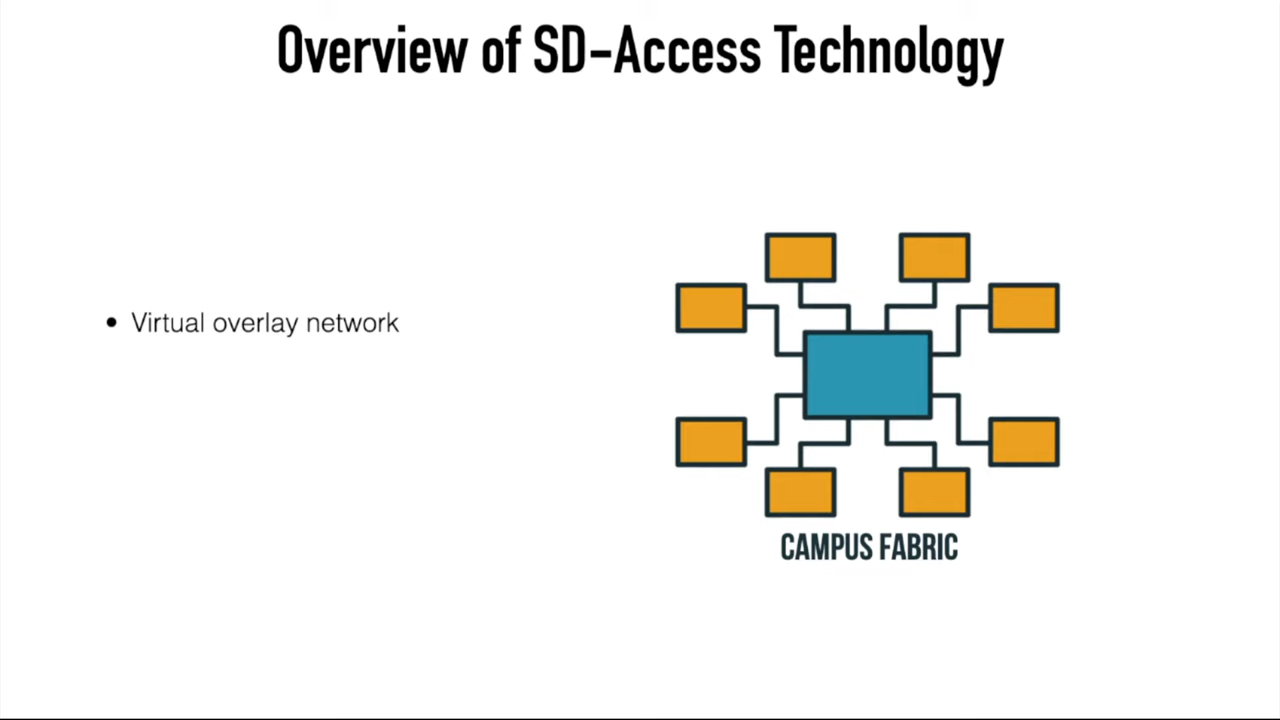 Overview of SD-Access Technology
• Virtual overlay network
CAMPUS FABRIC